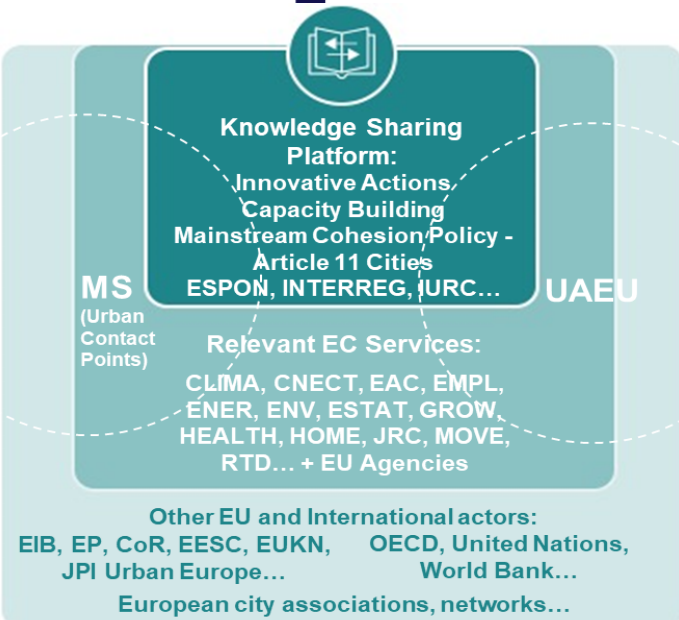 Knowledge Sharing
Platform:
Innovative Actions
Capacity Building
Mainstream Cohesion Policy -
Article 11 Cities
ESPON, INTERREG, IURC…
MS
(Urban
Contact
Points)
UAEU
Relevant EC Services:
CLIMA, CNECT, EAC, EMPL,
ENER, ENV, ESTAT, GROW,
HEALTH, HOME, JRC, MOVE,
RTD… + EU Agencies
Other EU and International actors:
EIB, EP, CoR, EESC, EUKN,
JPI Urban Europe…
OECD, United Nations,
World Bank…
European city associations, networks…